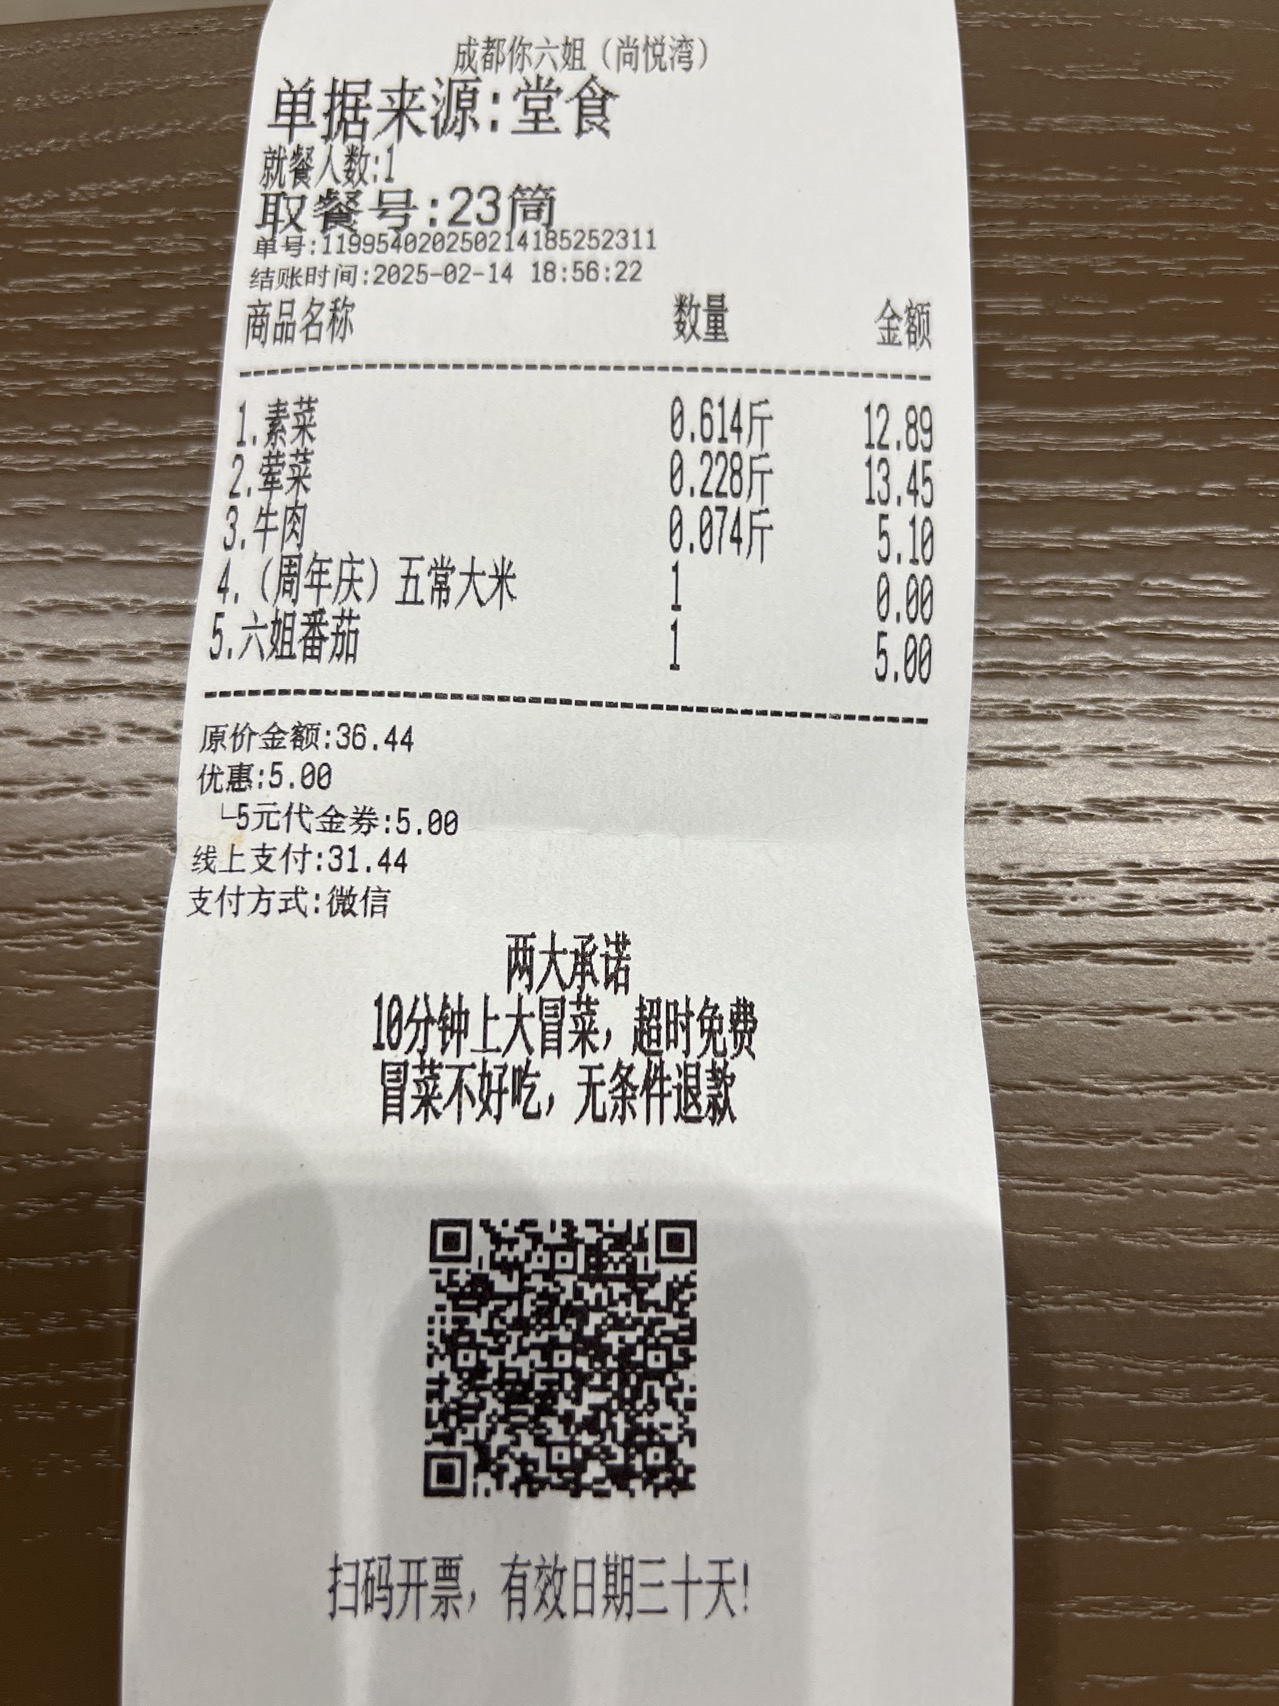 成都你六姐（尚悦湾）
单据来源:堂食
就餐人数:1
取餐号:23筒
单号:119954020250214185252311
结账时间:2025-02-14 18:56:22
商品名称 数量 金额
1.素菜 0.614斤 12.89
2.荤菜 0.228斤 13.45
3.牛肉 0.074斤 5.10
4.（周年庆）五常大米 1 0.00
5.六姐番茄 1 5.00
原价金额:36.44
优惠:5.00
└5元代金券:5.00
线上支付:31.44
支付方式:微信
两大承诺
10分钟上大冒菜，超时免费
冒菜不好吃，无条件退款
扫码开票，有效日期三十天!